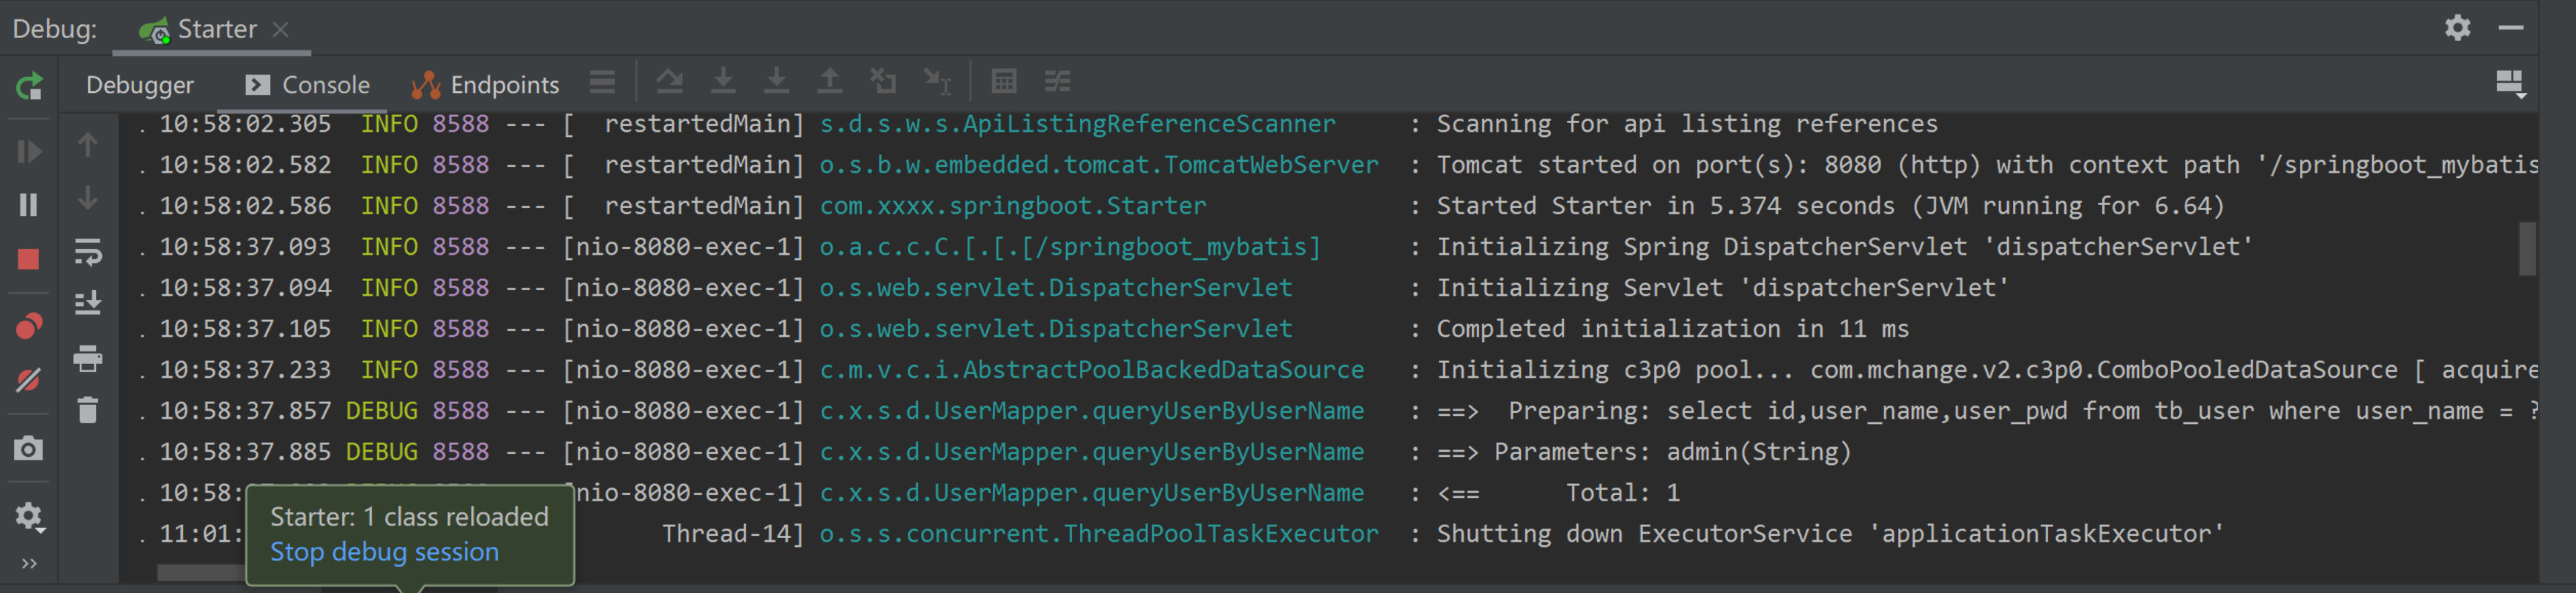 Debug: Starter
Debugger Console Endpoints
. 10:58:02.305 INFO 8588 --- [ restartedMain] s.d.s.w.s.ApiListingReferenceScanner : Scanning for api listing references
. 10:58:02.582 INFO 8588 --- [ restartedMain] o.s.b.w.embedded.tomcat.TomcatWebServer : Tomcat started on port(s): 8080 (http) with context path '/springboot_mybatis
. 10:58:02.586 INFO 8588 --- [ restartedMain] com.xxxx.springboot.Starter : Started Starter in 5.374 seconds (JVM running for 6.64)
. 10:58:37.093 INFO 8588 --- [nio-8080-exec-1] o.a.c.c.C.[.[.[/springboot_mybatis] : Initializing Spring DispatcherServlet 'dispatcherServlet'
. 10:58:37.094 INFO 8588 --- [nio-8080-exec-1] o.s.web.servlet.DispatcherServlet : Initializing Servlet 'dispatcherServlet'
. 10:58:37.105 INFO 8588 --- [nio-8080-exec-1] o.s.web.servlet.DispatcherServlet : Completed initialization in 11 ms
. 10:58:37.233 INFO 8588 --- [nio-8080-exec-1] c.m.v.c.i.AbstractPoolBackedDataSource : Initializing c3p0 pool... com.mchange.v2.c3p0.ComboPooledDataSource [ acquire
. 10:58:37.857 DEBUG 8588 --- [nio-8080-exec-1] c.x.s.d.UserMapper.queryUserByUserName : ==> Preparing: select id,user_name,user_pwd from tb_user where user_name = ?
. 10:58:37.885 DEBUG 8588 --- [nio-8080-exec-1] c.x.s.d.UserMapper.queryUserByUserName : ==> Parameters: admin(String)
. 10:58: nio-8080-exec-1] c.x.s.d.UserMapper.queryUserByUserName : <== Total: 1
. 11:01: Thread-14] o.s.s.concurrent.ThreadPoolTaskExecutor : Shutting down ExecutorService 'applicationTaskExecutor'
Starter: 1 class reloaded
Stop debug session